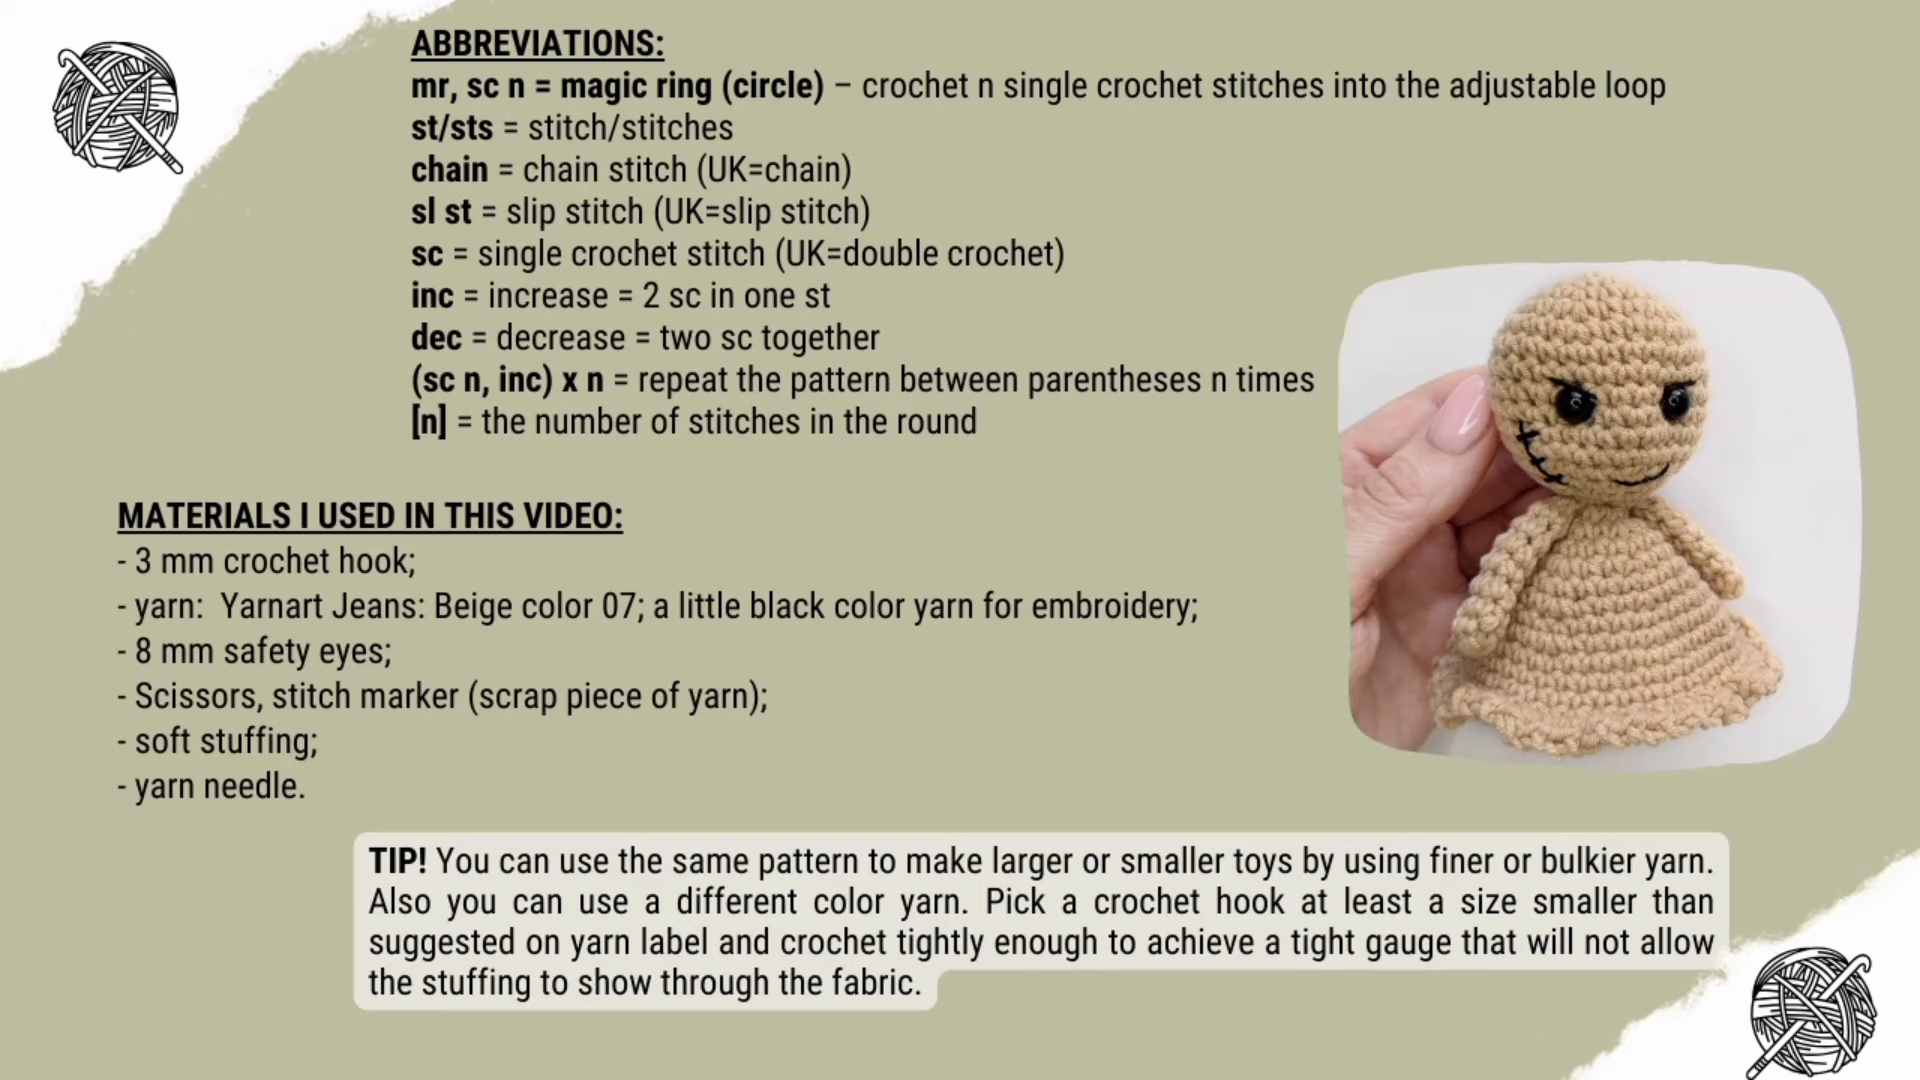 ABBREVIATIONS:
mr, sc n = magic ring (circle) – crochet n single crochet stitches into the adjustable loop
st/sts = stitch/stitches
chain = chain stitch (UK=chain)
sl st = slip stitch (UK=slip stitch)
sc = single crochet stitch (UK=double crochet)
inc = increase = 2 sc in one st
dec = decrease = two sc together
(sc n, inc) x n = repeat the pattern between parentheses n times
[n] = the number of stitches in the round
MATERIALS I USED IN THIS VIDEO:
- 3 mm crochet hook;
- yarn:  Yarnart Jeans: Beige color 07; a little black color yarn for embroidery;
- 8 mm safety eyes;
- Scissors, stitch marker (scrap piece of yarn);
- soft stuffing;
- yarn needle.
TIP! You can use the same pattern to make larger or smaller toys by using finer or bulkier yarn.
Also you can use a different color yarn. Pick a crochet hook at least a size smaller than
suggested on yarn label and crochet tightly enough to achieve a tight gauge that will not allow
the stuffing to show through the fabric.